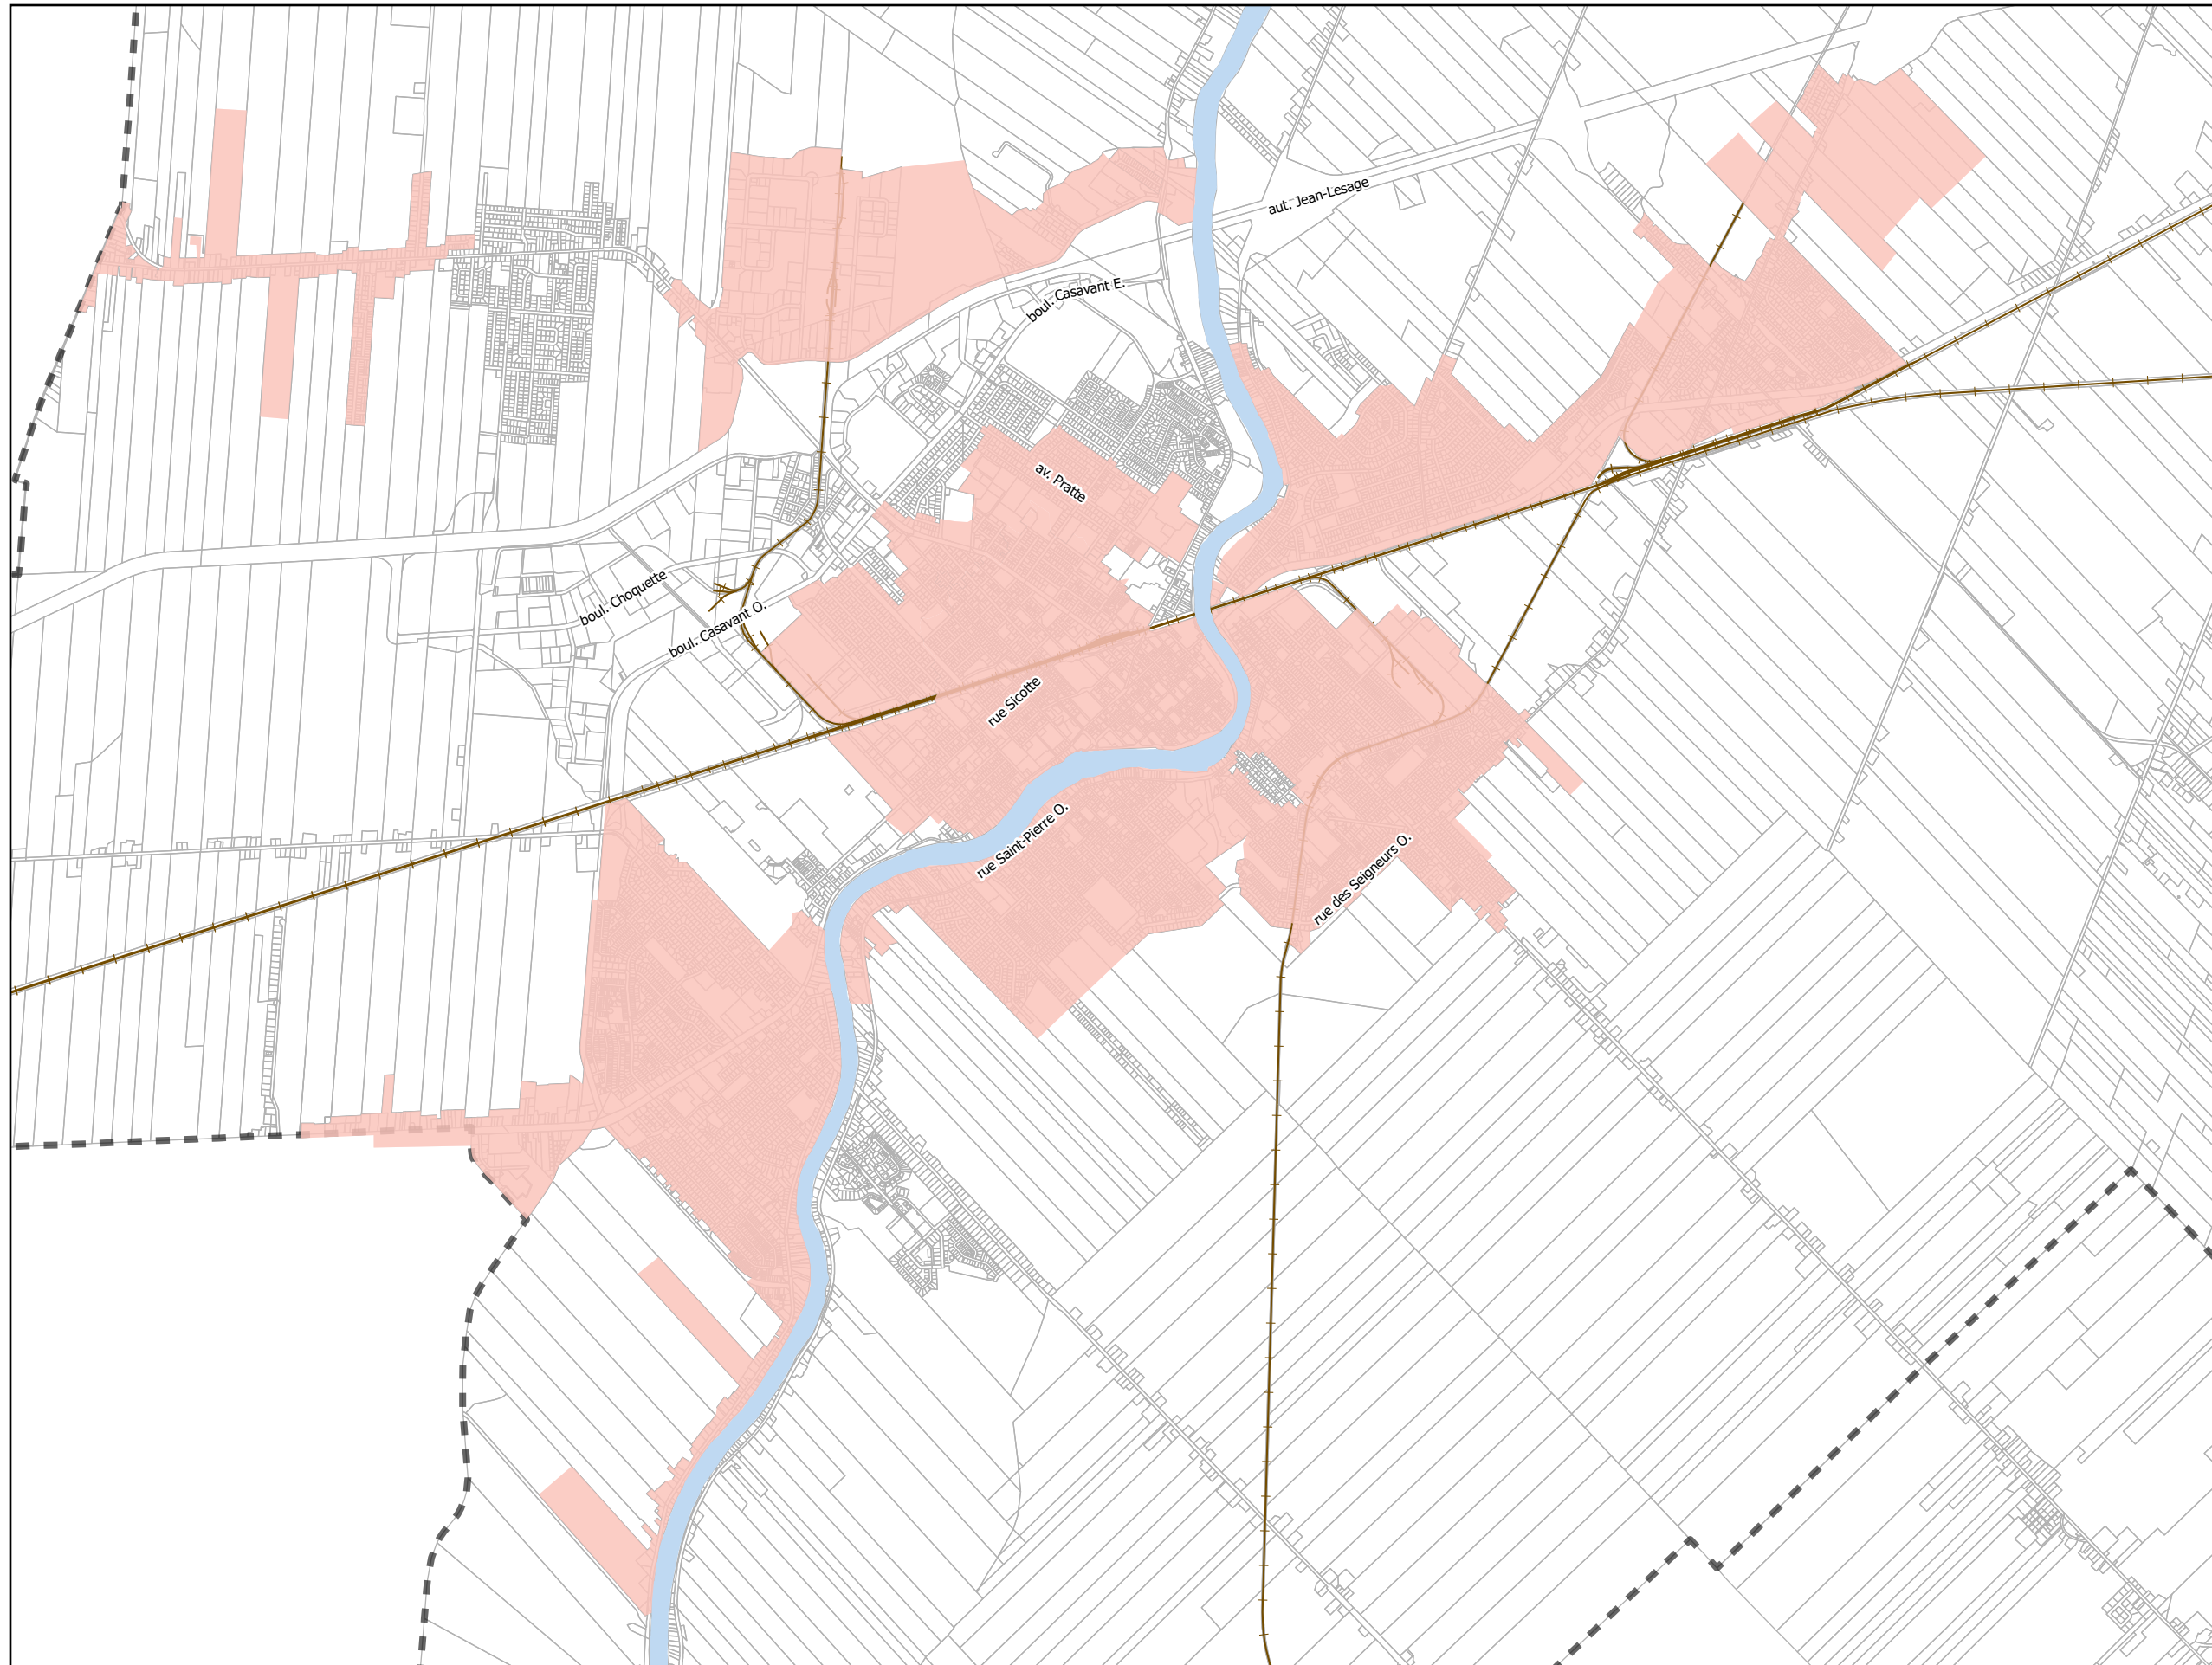 aut. Jean-Lesage
boul. Casavant E.
av. Pratte
boul. Choquette
boul. Casavant O.
rue Sicotte
rue Saint-Pierre O.
rue des Seigneurs O.